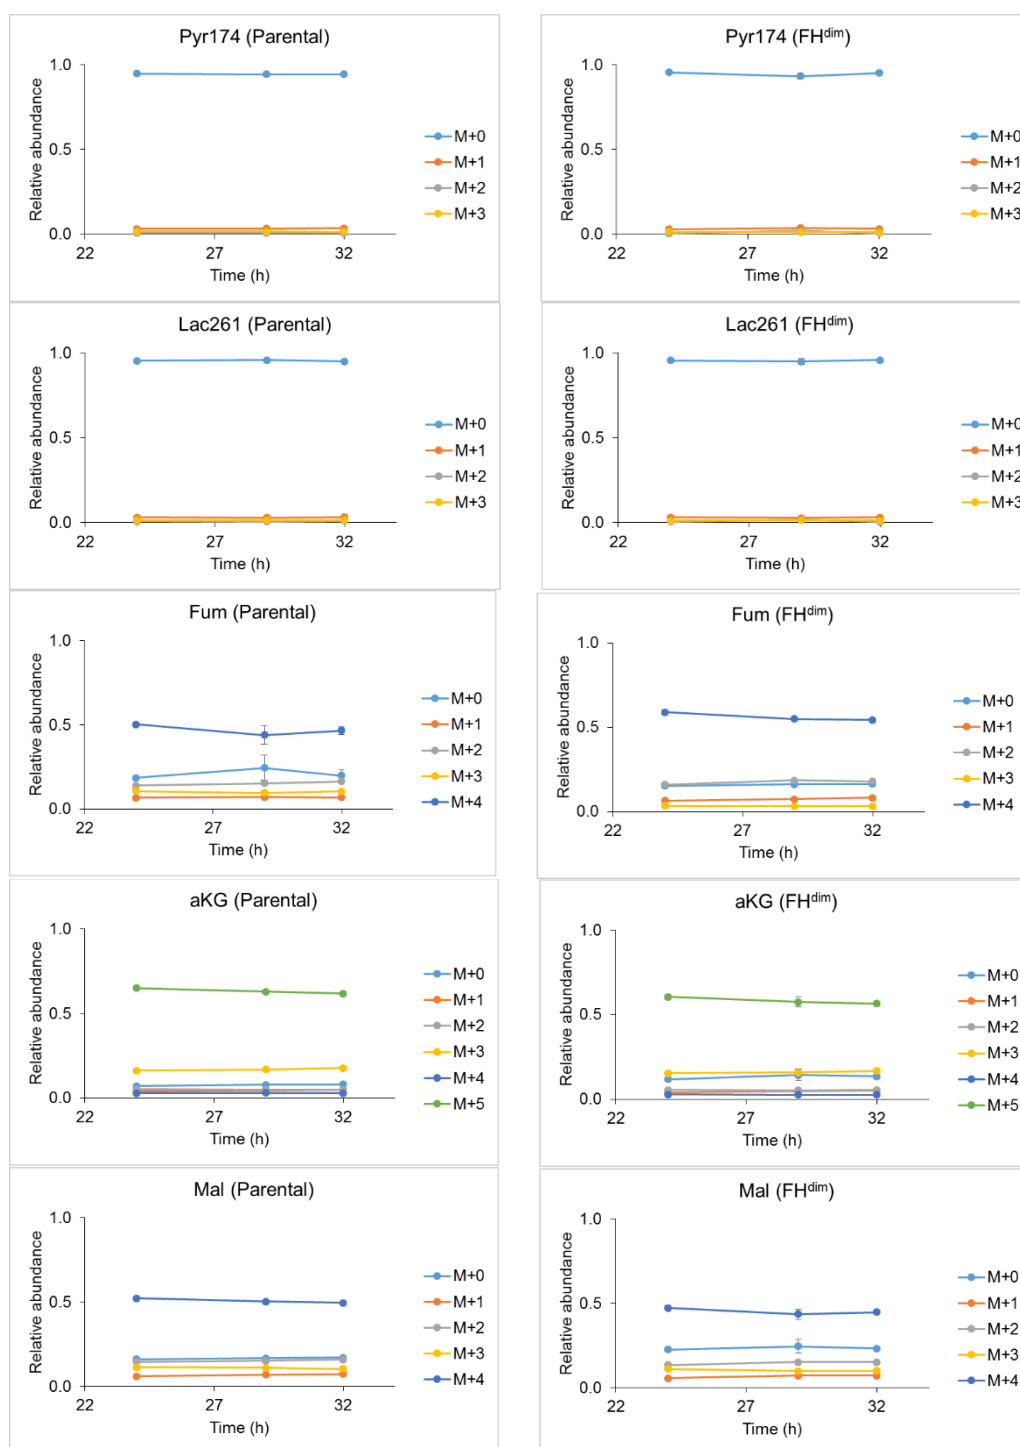 Pyr174 (Parental)
1.0
0.5
0.0
Relative abundance
22
27
32
Time (h)
M+0
M+1
M+2
M+3
Pyr174 (FHdim)
1.0
0.5
0.0
Relative abundance
22
27
32
Time (h)
M+0
M+1
M+2
M+3
Lac261 (Parental)
1.0
0.5
0.0
Relative abundance
22
27
32
Time (h)
M+0
M+1
M+2
M+3
Lac261 (FHdim)
1.0
0.5
0.0
Relative abundance
22
27
32
Time (h)
M+0
M+1
M+2
M+3
Fum (Parental)
1.0
0.5
0.0
Relative abundance
22
27
32
Time (h)
M+0
M+1
M+2
M+3
M+4
Fum (FHdim)
1.0
0.5
0.0
Relative abundance
22
27
32
Time (h)
M+0
M+1
M+2
M+3
M+4
aKG (Parental)
1.0
0.5
0.0
Relative abundance
22
27
32
Time (h)
M+0
M+1
M+2
M+3
M+4
M+5
aKG (FHdim)
1.0
0.5
0.0
Relative abundance
22
27
32
Time (h)
M+0
M+1
M+2
M+3
M+4
M+5
Mal (Parental)
1.0
0.5
0.0
Relative abundance
22
27
32
Time (h)
M+0
M+1
M+2
M+3
M+4
Mal (FHdim)
1.0
0.5
0.0
Relative abundance
22
27
32
Time (h)
M+0
M+1
M+2
M+3
M+4